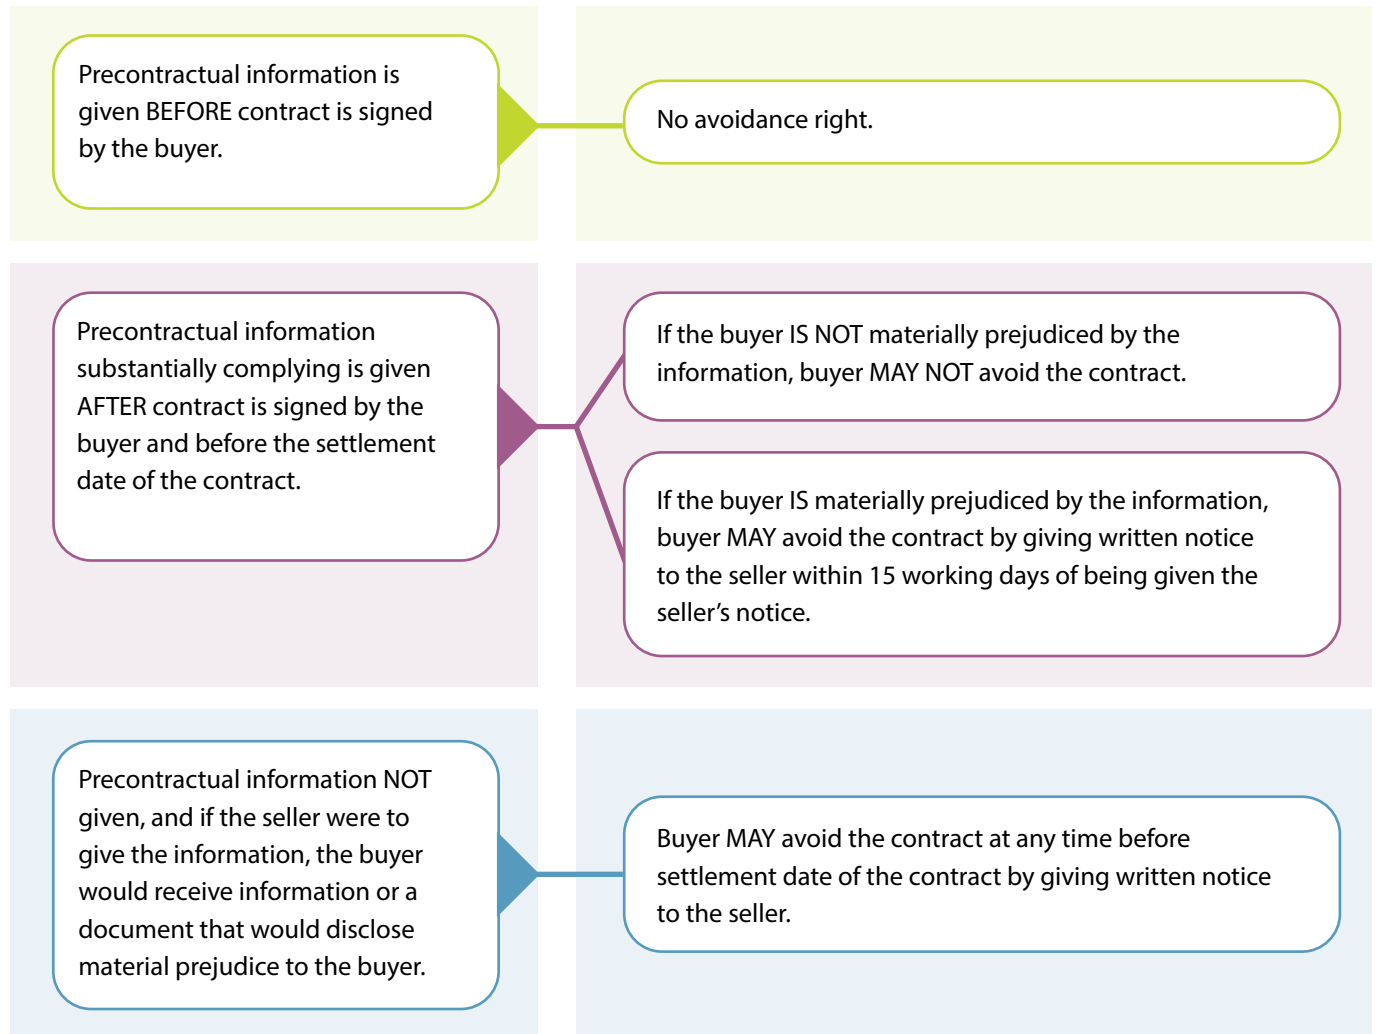 Precontractual information is
given BEFORE contract is signed
by the buyer.
No avoidance right.
Precontractual information
substantially complying is given
AFTER contract is signed by the
buyer and before the settlement
date of the contract.
If the buyer IS NOT materially prejudiced by the
information, buyer MAY NOT avoid the contract.
If the buyer IS materially prejudiced by the information,
buyer MAY avoid the contract by giving written notice
to the seller within 15 working days of being given the
seller’s notice.
Precontractual information NOT
given, and if the seller were to
give the information, the buyer
would receive information or a
document that would disclose
material prejudice to the buyer.
Buyer MAY avoid the contract at any time before
settlement date of the contract by giving written notice
to the seller.